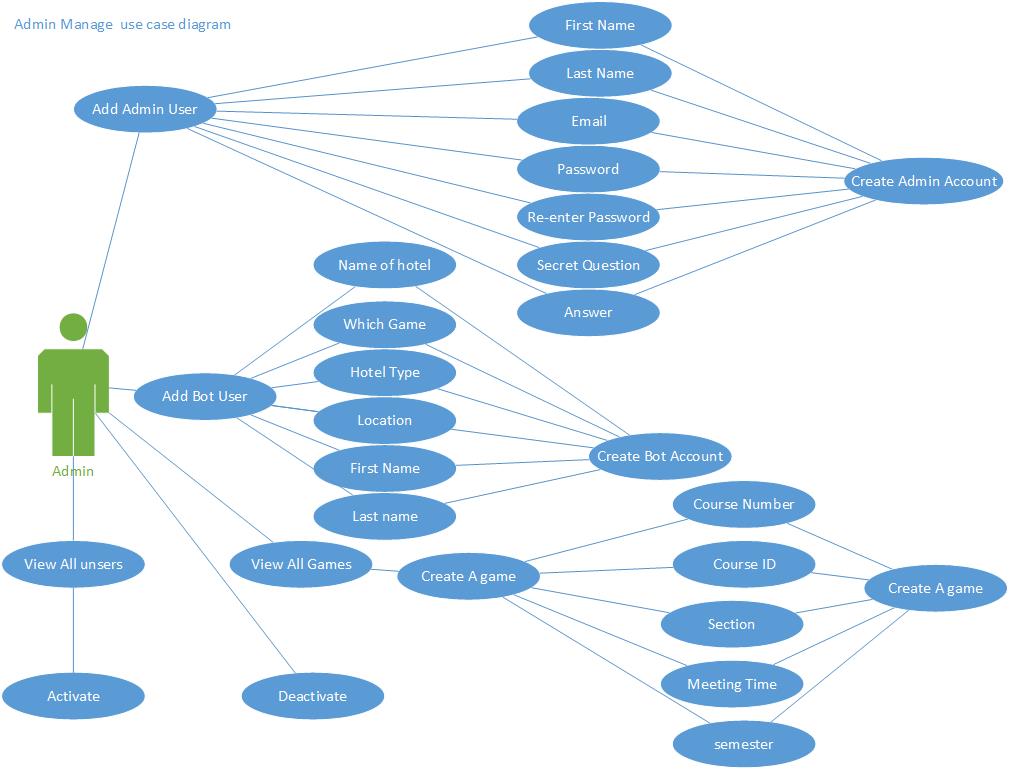 Admin Manage  use case diagram
First Name
Last Name
Add Admin User
Email
Password
Create Admin Account
Re-enter Password
Name of hotel
Secret Question
Answer
Which Game
Hotel Type
Add Bot User
Location
Create Bot Account
First Name
Admin
Last name
Course Number
View All unsers
View All Games
Create A game
Course ID
Create A game
Section
Meeting Time
Activate
Deactivate
semester